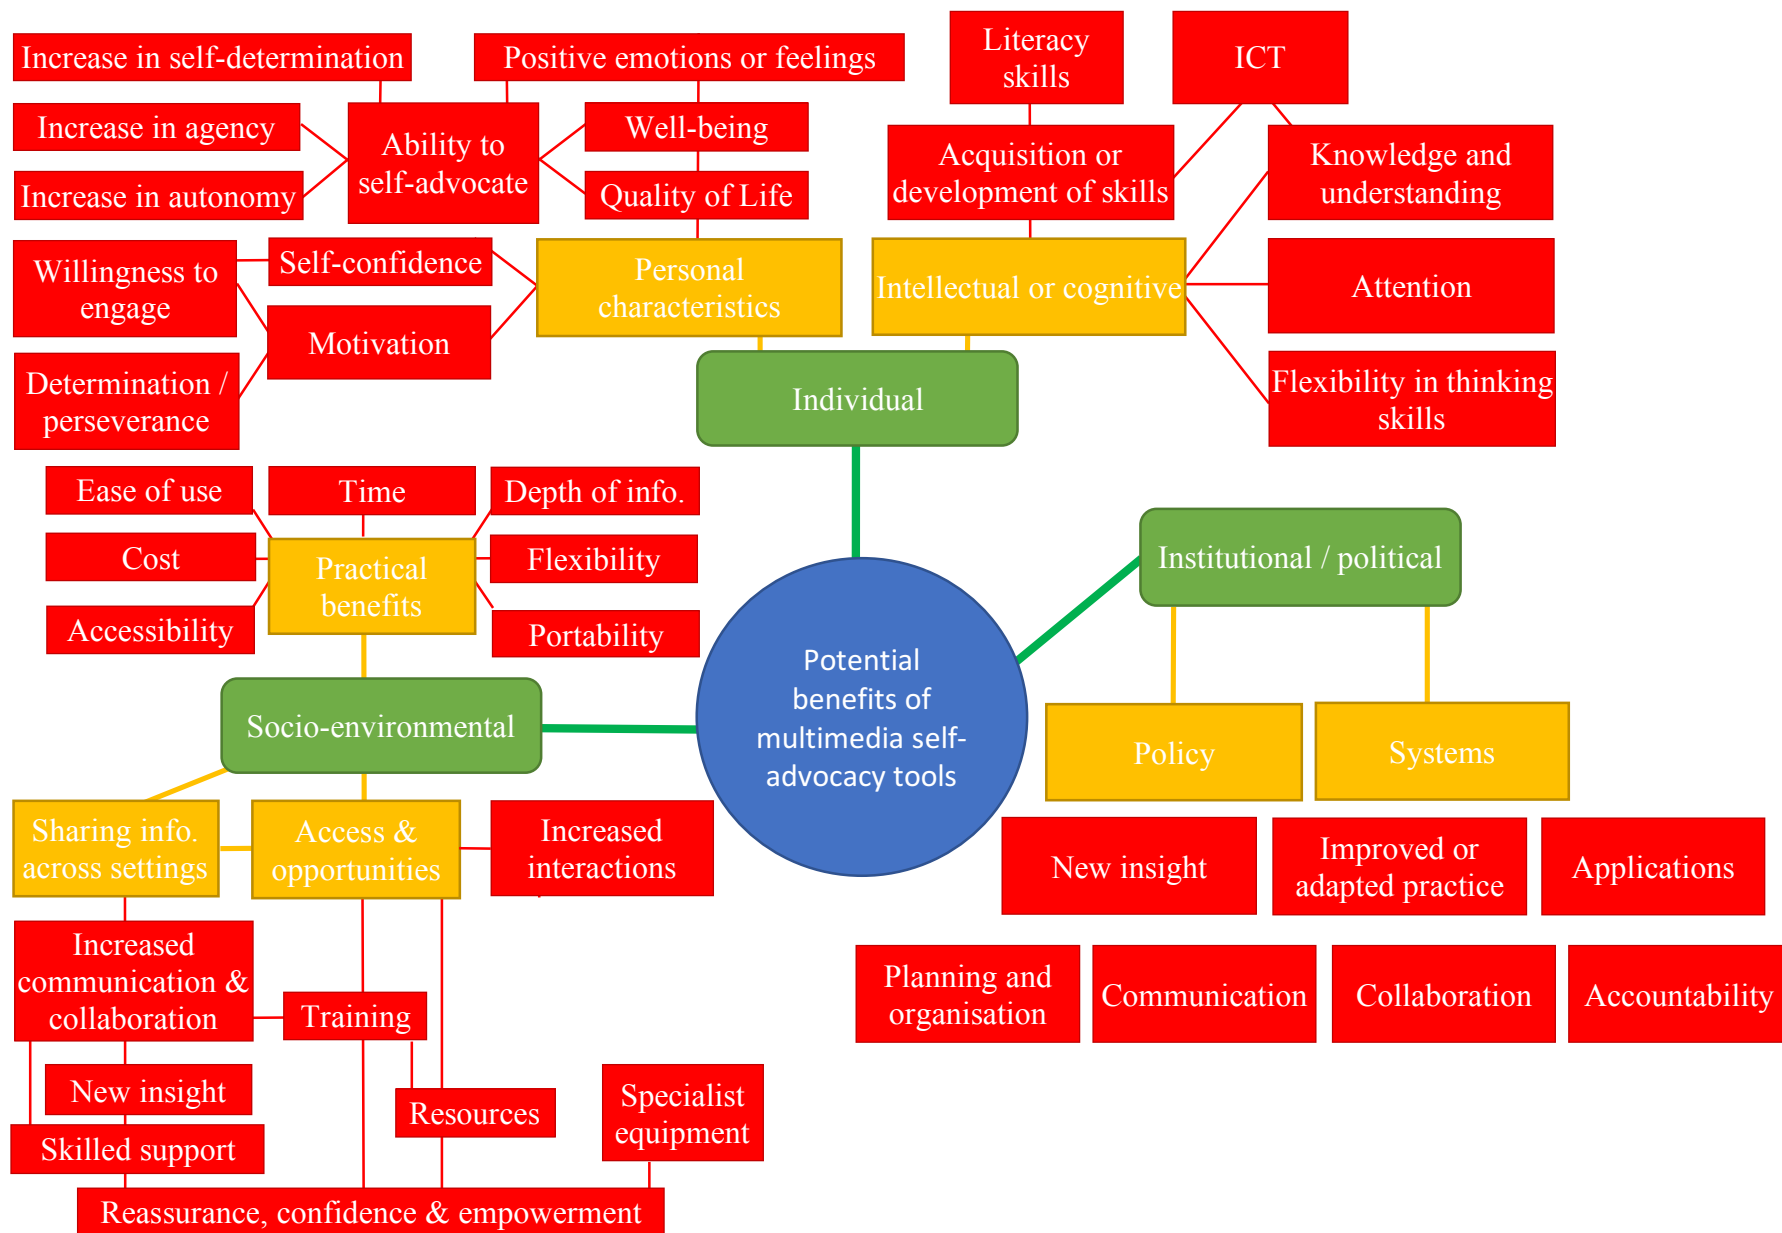 Increase in self-determination
Positive emotions or feelings
Literacy
skills
ICT
Increase in agency
Ability to
self-advocate
Well-being
Increase in autonomy
Quality of Life
Acquisition or
development of skills
Knowledge and
understanding
Willingness to
engage
Self-confidence
Personal
characteristics
Intellectual or cognitive
Attention
Motivation
Determination /
perseverance
Individual
Flexibility in thinking
skills
Ease of use
Time
Depth of info.
Cost
Practical
benefits
Flexibility
Accessibility
Portability
Institutional / political
Socio-environmental
Potential
benefits of
multimedia self-
advocacy tools
Policy
Systems
Sharing info.
across settings
Access &
opportunities
Increased
interactions
New insight
Improved or
adapted practice
Applications
Increased
communication &
collaboration
Training
Planning and
organisation
Communication
Collaboration
Accountability
New insight
Resources
Specialist
equipment
Skilled support
Reassurance, confidence & empowerment